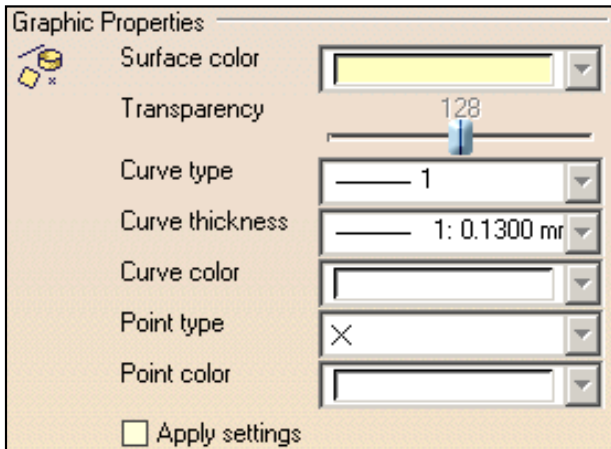 Graphic Properties
Surface color
Transparency 128
Curve type 1
Curve thickness 1: 0.1300 mr
Curve color
Point type
Point color
Apply settings